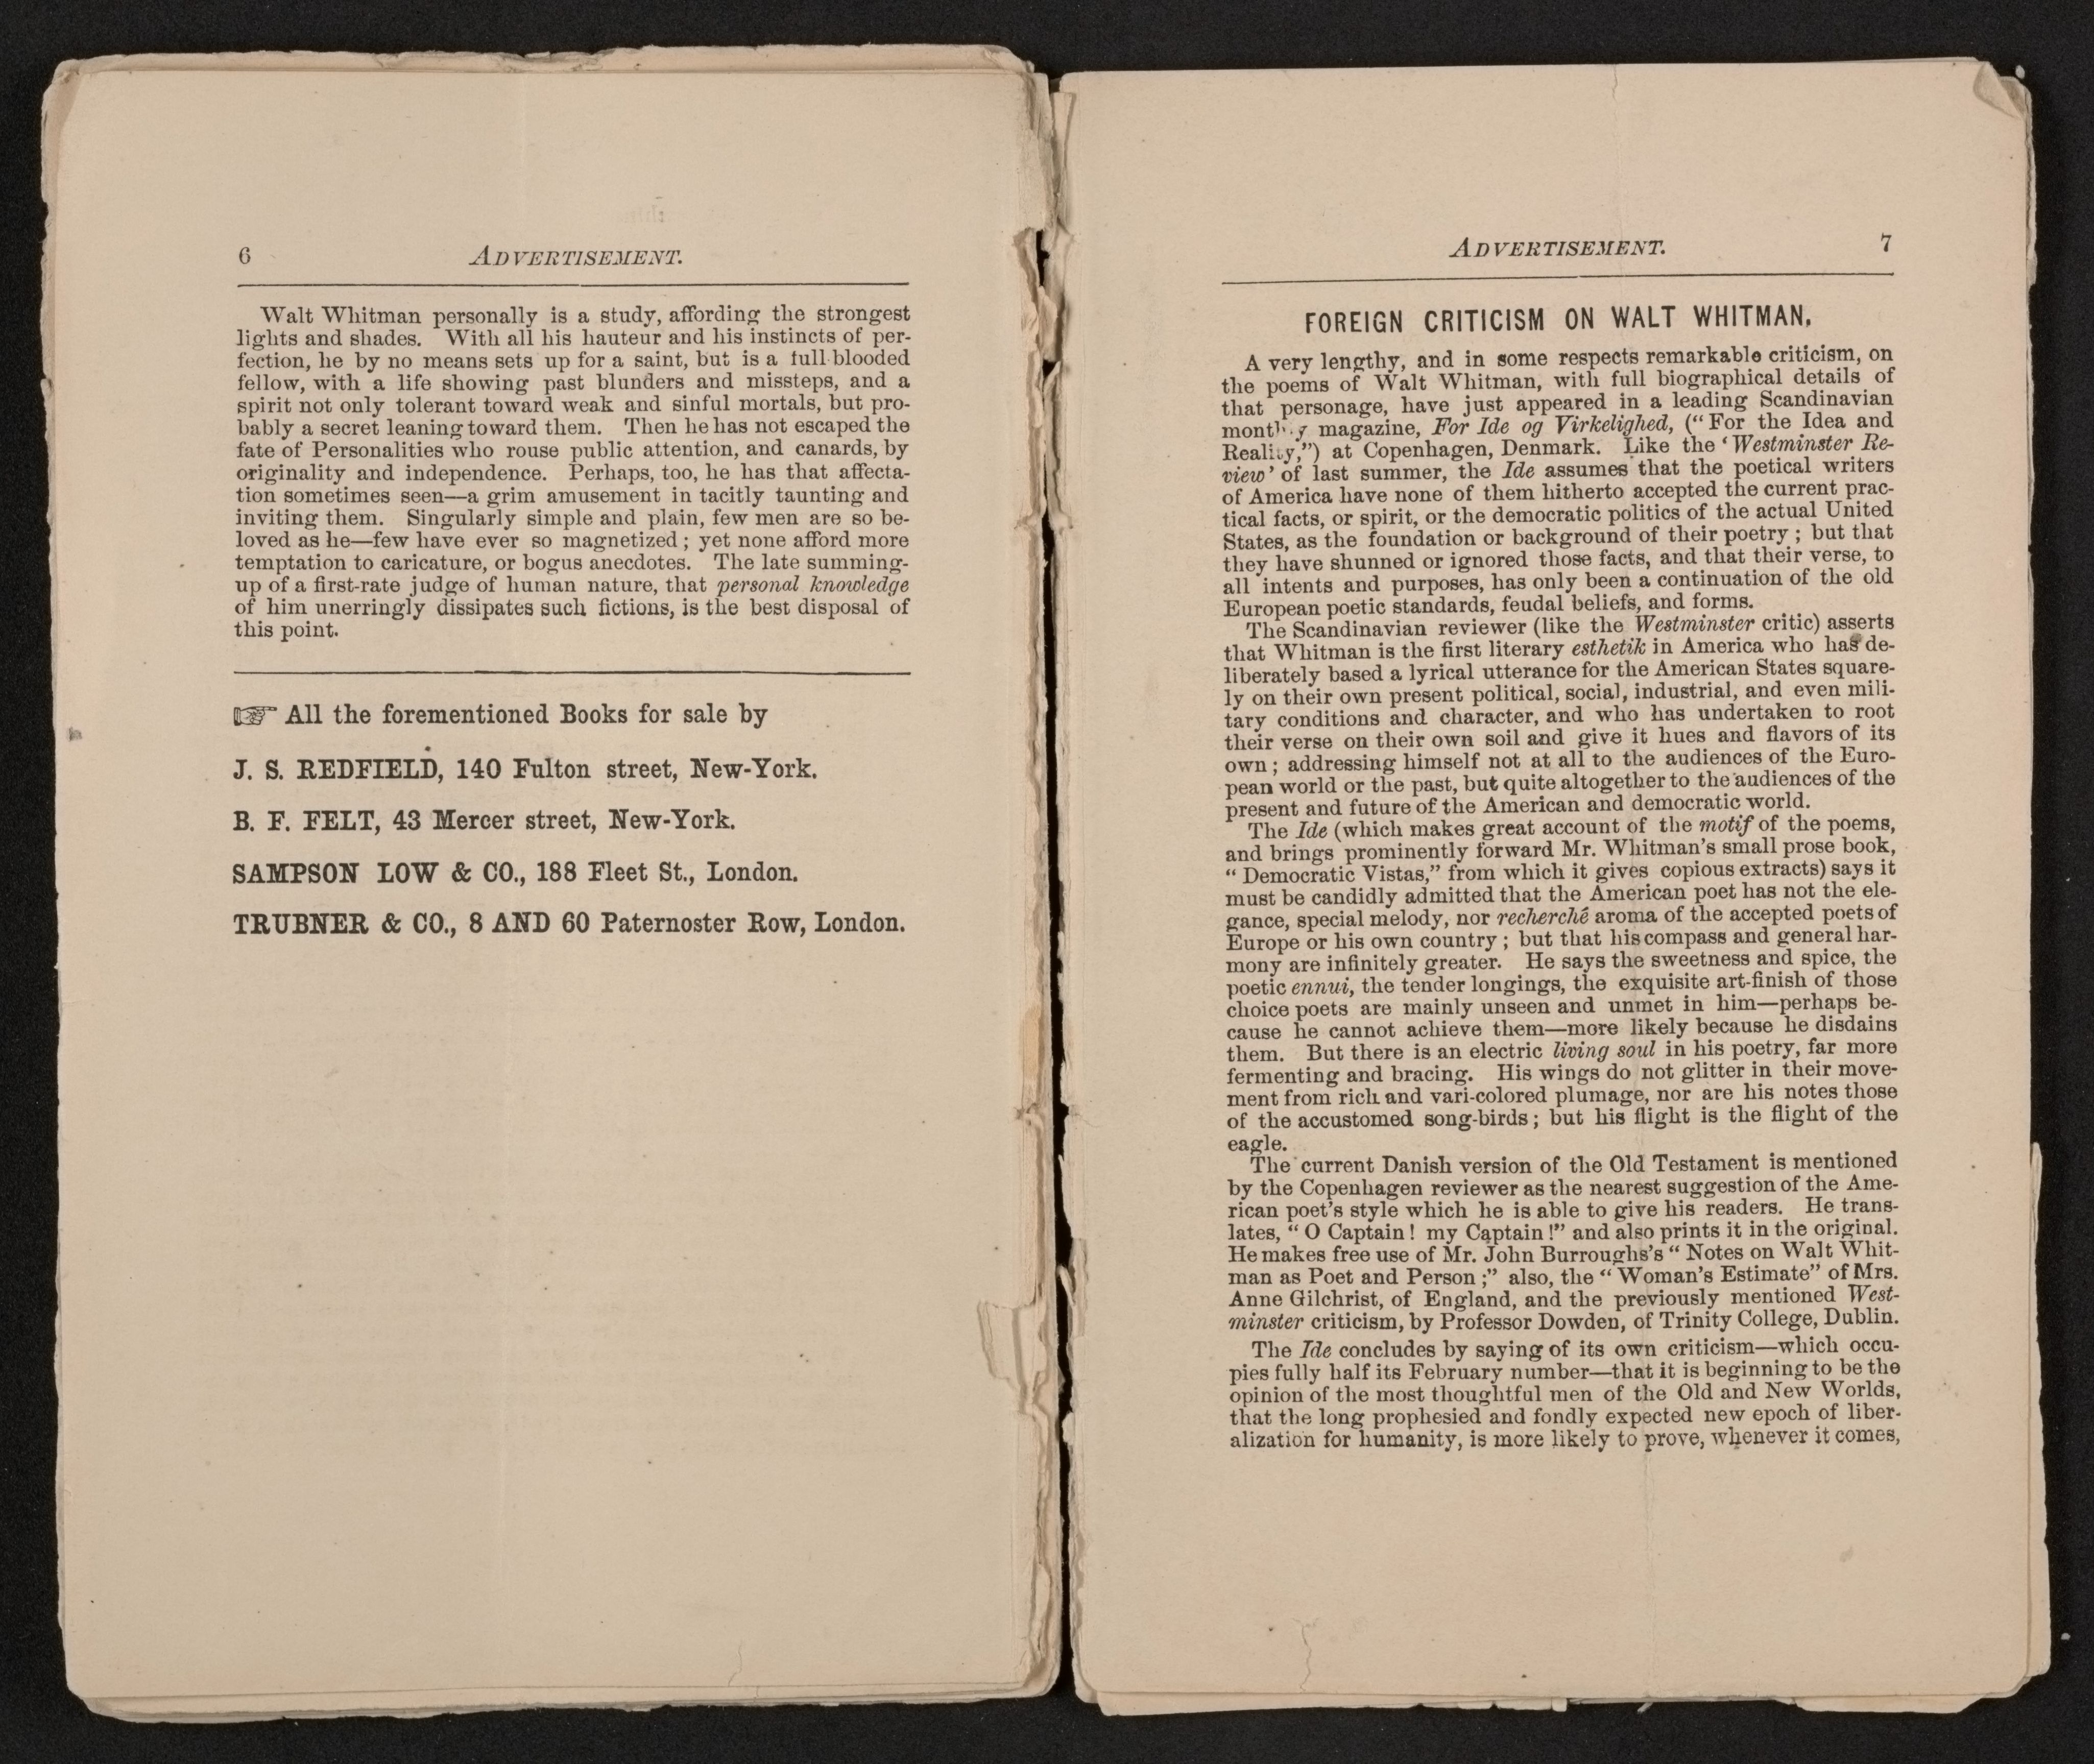 6
ADVERTISEMENT.
Walt Whitman personally is a study, affording the strongest
lights and shades. With all his hauteur and his instincts of per-
fection, he by no means sets up for a saint, but is a full-blooded
fellow, with a life showing past blunders and missteps, and a
spirit not only tolerant toward weak and sinful mortals, but pro-
bably a secret leaning toward them. Then he has not escaped the
fate of Personalities who rouse public attention, and canards, by
originality and independence. Perhaps, too, he has that affecta-
tion sometimes seen—a grim amusement in tacitly taunting and
inviting them. Singularly simple and plain, few men are so be-
loved as he—few have ever so magnetized; yet none afford more
temptation to caricature, or bogus anecdotes. The late summing-
up of a first-rate judge of human nature, that personal knowledge
of him unerringly dissipates such fictions, is the best disposal of
this point.
☞ All the forementioned Books for sale by
J. S. REDFIELD, 140 Fulton street, New-York.
B. F. FELT, 43 Mercer street, New-York.
SAMPSON LOW & CO., 188 Fleet St., London.
TRUBNER & CO., 8 AND 60 Paternoster Row, London.
ADVERTISEMENT.
7
FOREIGN CRITICISM ON WALT WHITMAN.
A very lengthy, and in some respects remarkable criticism, on
the poems of Walt Whitman, with full biographical details of
that personage, have just appeared in a leading Scandinavian
monthly magazine, For Ide og Virkelighed, (“For the Idea and
Reality,”) at Copenhagen, Denmark. Like the ‘Westminster Re-
view’ of last summer, the Ide assumes that the poetical writers
of America have none of them hitherto accepted the current prac-
tical facts, or spirit, or the democratic politics of the actual United
States, as the foundation or background of their poetry; but that
they have shunned or ignored those facts, and that their verse, to
all intents and purposes, has only been a continuation of the old
European poetic standards, feudal beliefs, and forms.
The Scandinavian reviewer (like the Westminster critic) asserts
that Whitman is the first literary esthetik in America who has de-
liberately based a lyrical utterance for the American States square-
ly on their own present political, social, industrial, and even mili-
tary conditions and character, and who has undertaken to root
their verse on their own soil and give it hues and flavors of its
own; addressing himself not at all to the audiences of the Euro-
pean world or the past, but quite altogether to the audiences of the
present and future of the American and democratic world.
The Ide (which makes great account of the motif of the poems,
and brings prominently forward Mr. Whitman’s small prose book,
“Democratic Vistas,” from which it gives copious extracts) says it
must be candidly admitted that the American poet has not the ele-
gance, special melody, nor recherché aroma of the accepted poets of
Europe or his own country; but that his compass and general har-
mony are infinitely greater. He says the sweetness and spice, the
poetic ennui, the tender longings, the exquisite art-finish of those
choice poets are mainly unseen and unmet in him—perhaps be-
cause he cannot achieve them—more likely because he disdains
them. But there is an electric living soul in his poetry, far more
fermenting and bracing. His wings do not glitter in their move-
ment from rich and vari-colored plumage, nor are his notes those
of the accustomed song-birds; but his flight is the flight of the
eagle.
The current Danish version of the Old Testament is mentioned
by the Copenhagen reviewer as the nearest suggestion of the Ame-
rican poet’s style which he is able to give his readers. He trans-
lates, “O Captain! my Captain!” and also prints it in the original.
He makes free use of Mr. John Burroughs’s “Notes on Walt Whit-
man as Poet and Person;” also, the “Woman’s Estimate” of Mrs.
Anne Gilchrist, of England, and the previously mentioned West-
minster criticism, by Professor Dowden, of Trinity College, Dublin.
The Ide concludes by saying of its own criticism—which occu-
pies fully half its February number—that it is beginning to be the
opinion of the most thoughtful men of the Old and New Worlds,
that the long prophesied and fondly expected new epoch of liber-
alization for humanity, is more likely to prove, whenever it comes,